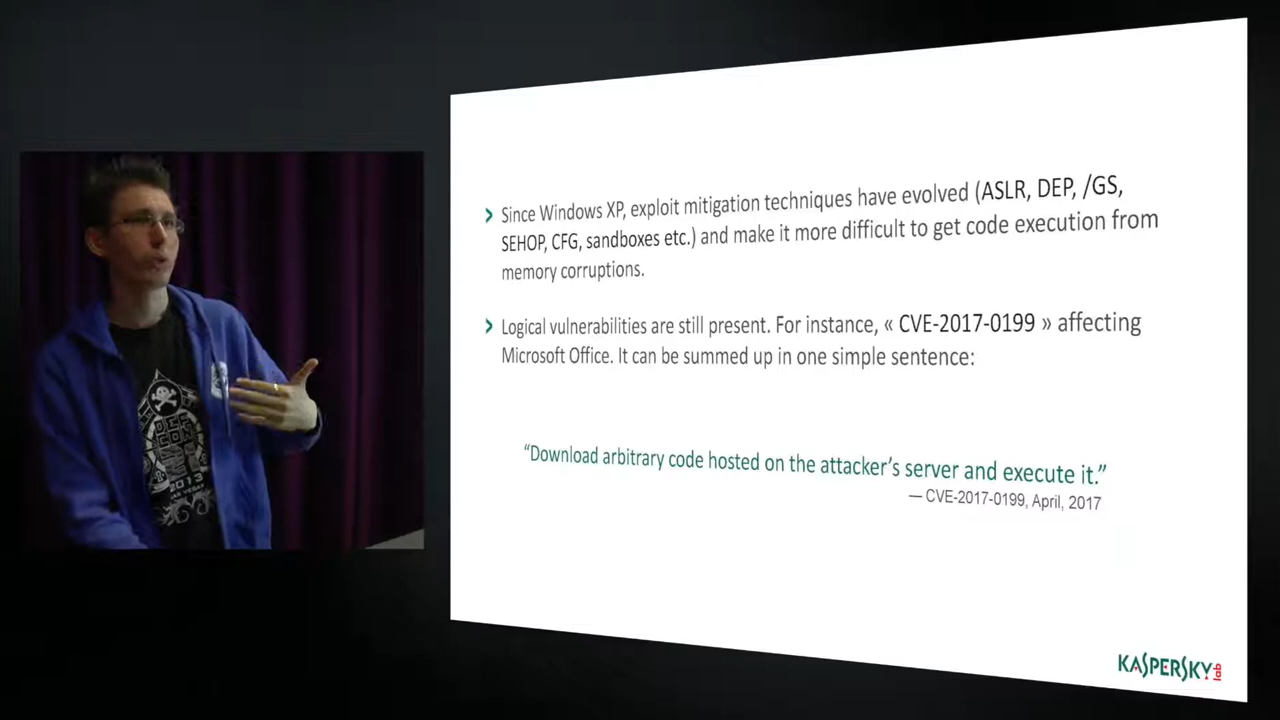 Since Windows XP, exploit mitigation techniques have evolved (ASLR, DEP, /GS,
SEHOP, CFG, sandboxes etc.) and make it more difficult to get code execution from
memory corruptions.
Logical vulnerabilities are still present. For instance, « CVE-2017-0199 » affecting
Microsoft Office. It can be summed up in one simple sentence:
“Download arbitrary code hosted on the attacker’s server and execute it.”
— CVE-2017-0199, April, 2017
KASPERSKY lab
2013
LAS VEGAS